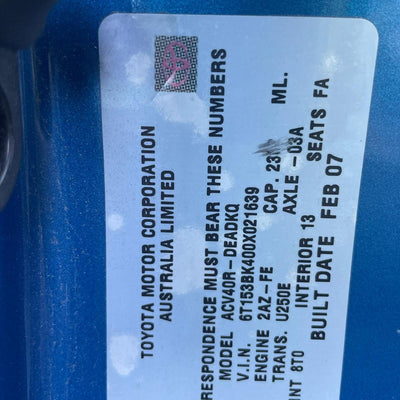 TOYOTA MOTOR CORPORATION
AUSTRALIA LIMITED
RESPONDENCE MUST BEAR THESE NUMBERS
MODEL ACV40R-DEADKQ
V.I.N. 6T153BK400X021639
ENGINE 2AZ-FE CAP. 23 ML.
TRANS. U250E AXLE -03A
INT 8T0 INTERIOR 13 SEATS FA
BUILT DATE FEB 07